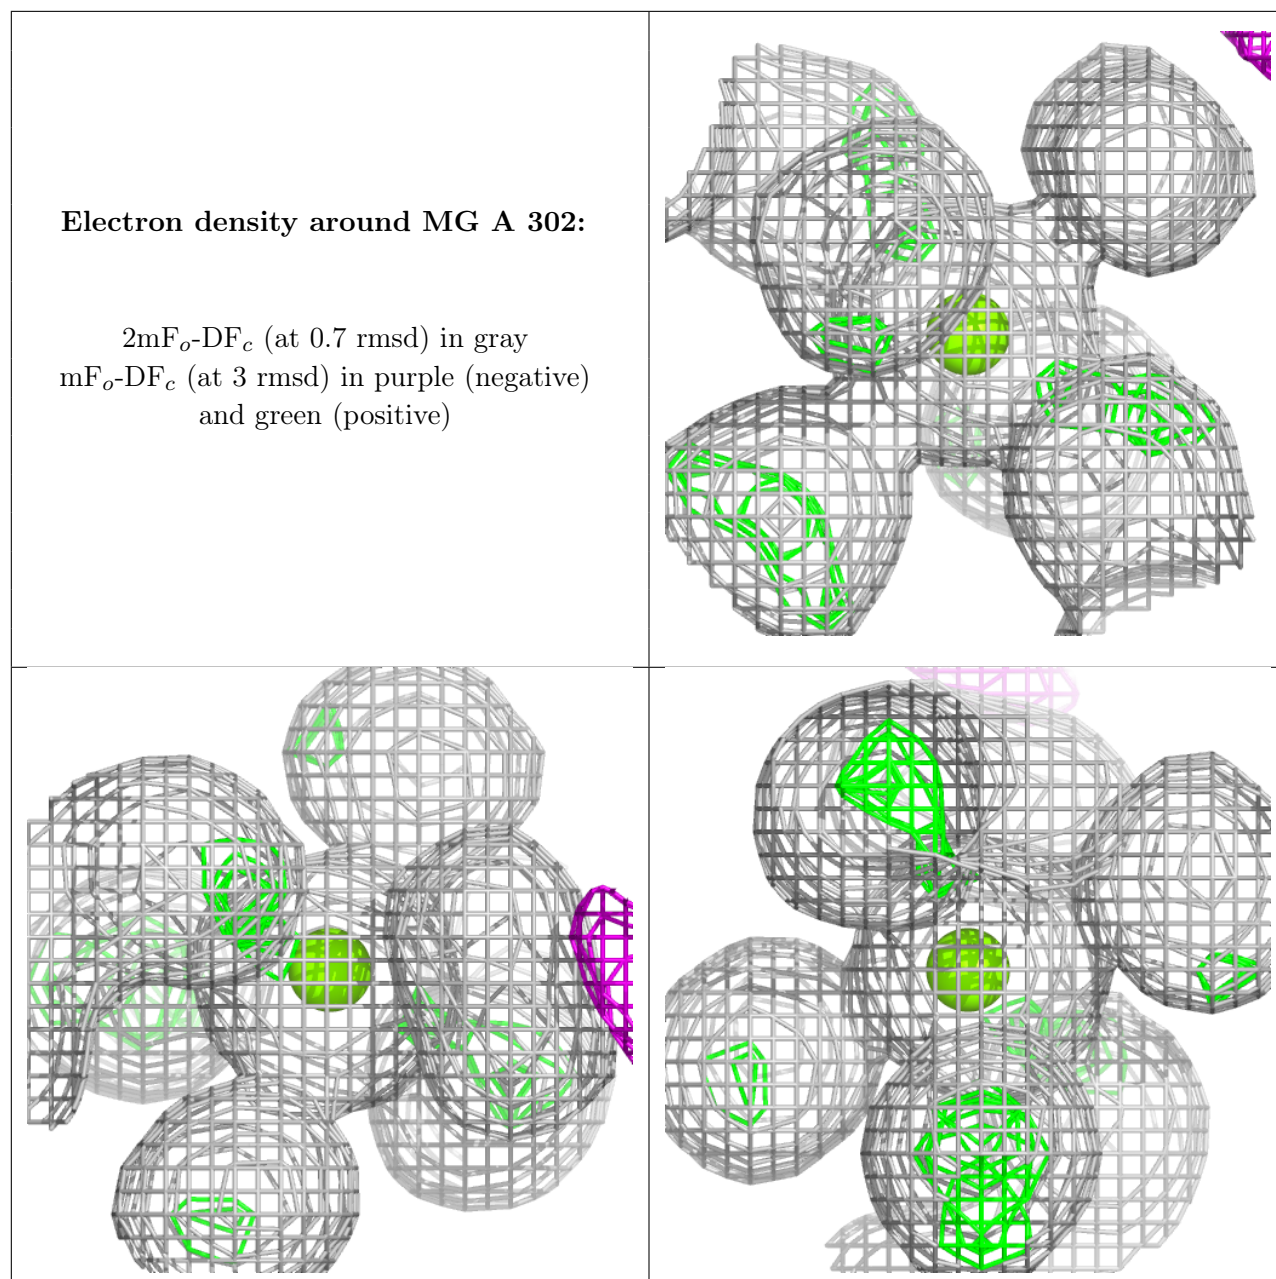 Electron density around MG A 302:
2mFo-DFc (at 0.7 rmsd) in gray
mFo-DFc (at 3 rmsd) in purple (negative)
and green (positive)